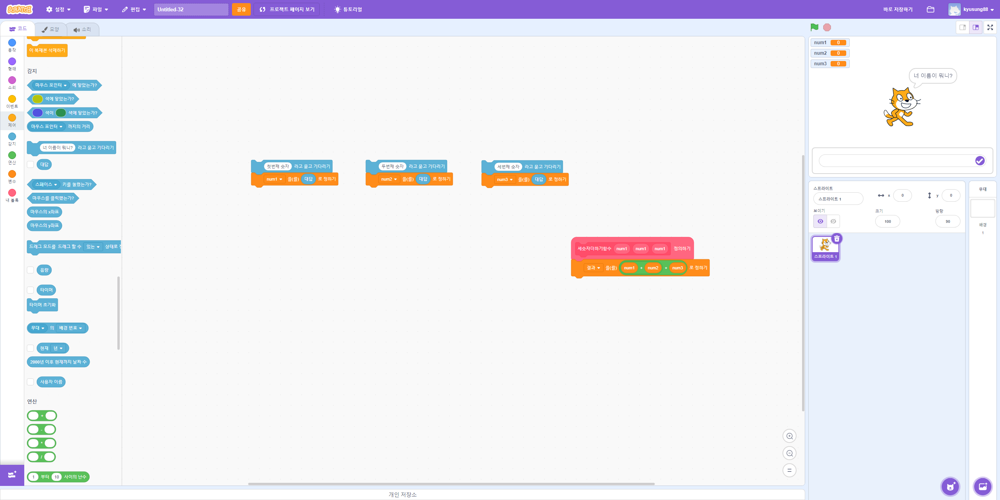 SCRATCH 설정 파일 편집 Untitled-32 공유 프로젝트 페이지 보기 튜토리얼 바로 저장하기 kyusung88
코드 모양 소리
동작
형태
소리
이벤트
제어
감지
연산
변수
내 블록
이 복제본 삭제하기
감지
마우스 포인터 에 닿았는가?
색에 닿았는가?
색이 색에 닿았는가?
마우스 포인터 까지의 거리
너 이름이 뭐니? 라고 묻고 기다리기
대답
스페이스 키를 눌렀는가?
마우스를 클릭했는가?
마우스의 x좌표
마우스의 y좌표
드래그 모드를 드래그 할 수 있는 상태로
음량
타이머
타이머 초기화
무대 의 배경 번호
현재 년
2000년 이후 현재까지 날짜 수
사용자 이름
연산
+
-
*
/
1 부터 10 사이의 난수
첫번째 숫자 라고 묻고 기다리기
num1 을(를) 대답 로 정하기
두번째 숫자 라고 묻고 기다리기
num2 을(를) 대답 로 정하기
세번째 숫자 라고 묻고 기다리기
num3 을(를) 대답 로 정하기
세숫자더하기함수 num1 num1 num1 정의하기
결과 을(를) num1 + num2 + num3 로 정하기
개인 저장소
num1 0
num2 0
num3 0
너 이름이 뭐니?
스프라이트
스프라이트 1
x 0 y 0
보이기 크기 방향
100 90
스프라이트 1
무대
배경
1